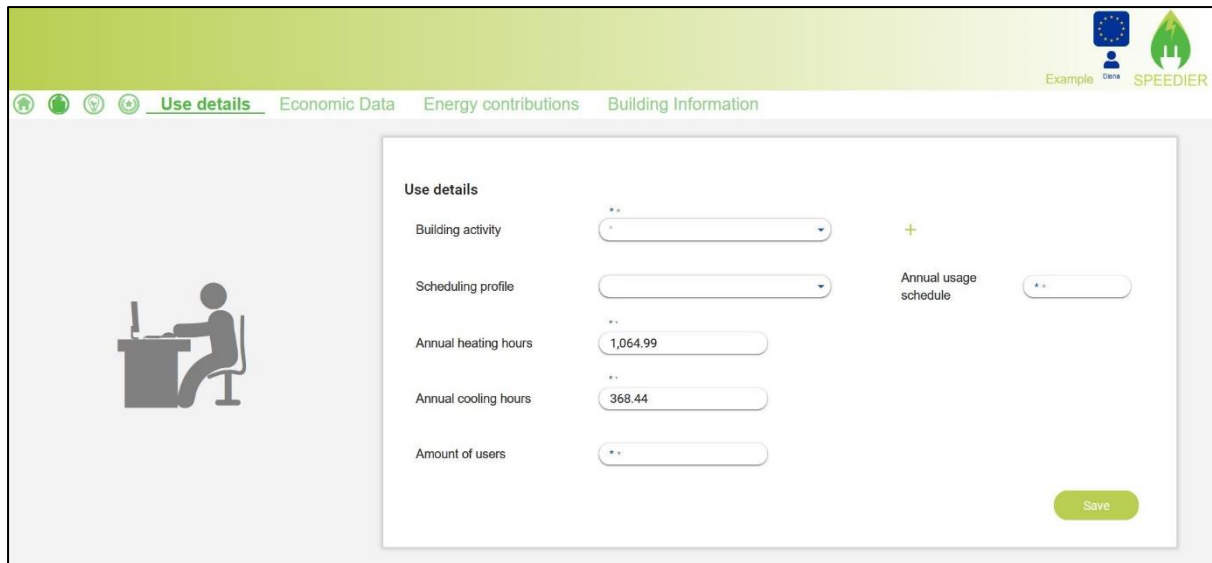 Example Diana SPEEDIER
Use details Economic Data Energy contributions Building Information
Use details
* *
Building activity *
+
Scheduling profile
Annual usage
schedule * *
* *
Annual heating hours 1,064.99
* *
Annual cooling hours 368.44
Amount of users * *
Save